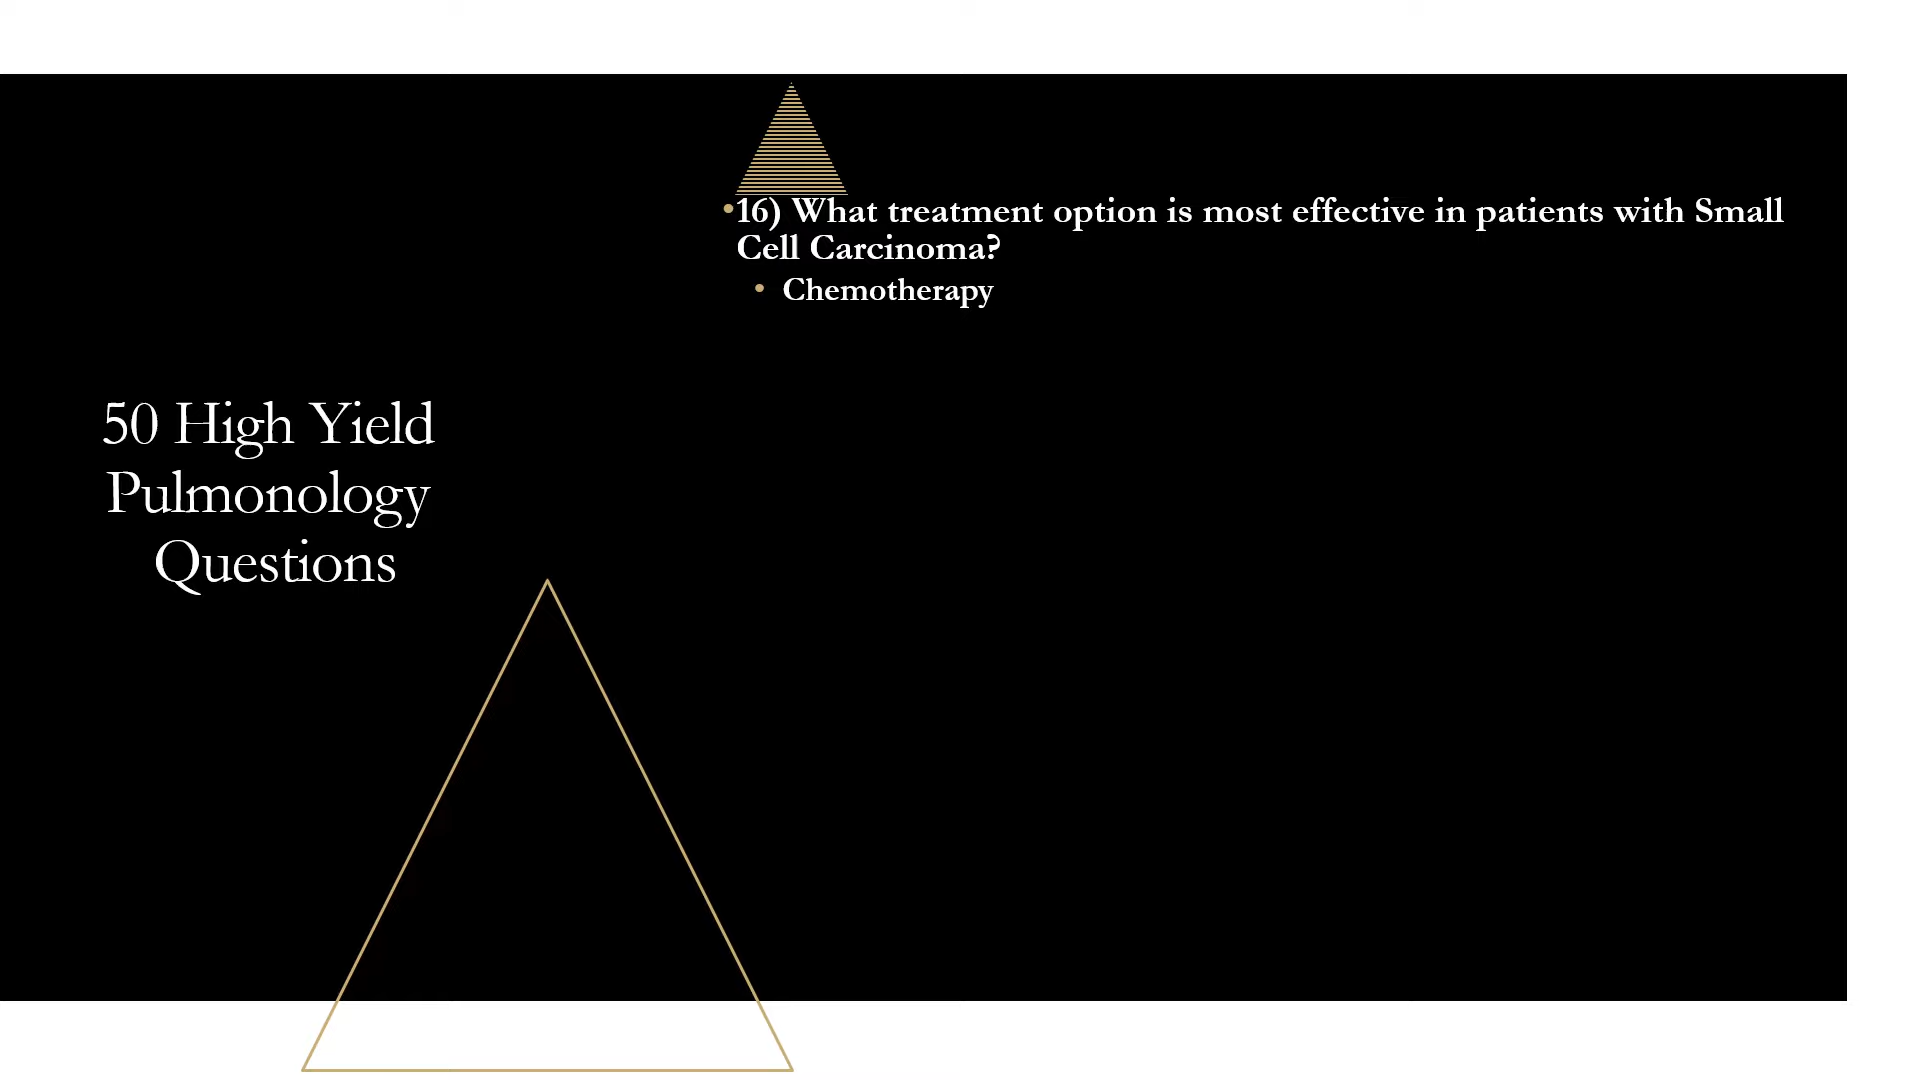 50 High Yield
Pulmonology
Questions
•16) What treatment option is most effective in patients with Small
Cell Carcinoma?
• Chemotherapy